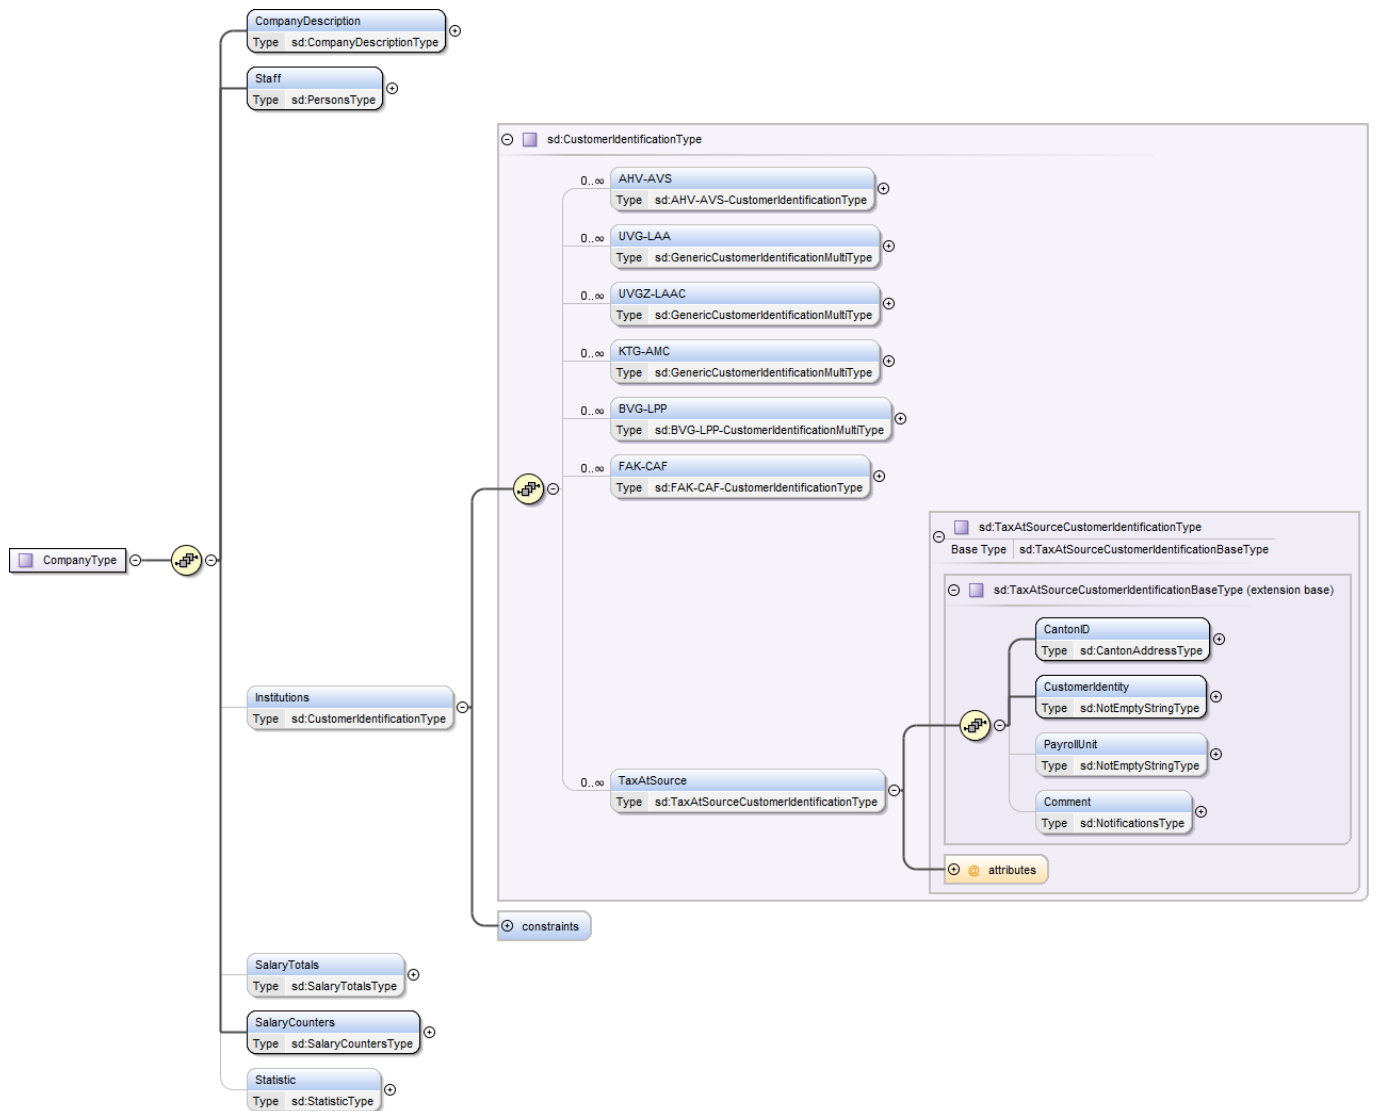 CompanyDescription
Type sd:CompanyDescriptionType
Staff
Type sd:PersonsType
sd:CustomerIdentificationType
0..∞ AHV-AVS
Type sd:AHV-AVS-CustomerIdentificationType
0..∞ UVG-LAA
Type sd:GenericCustomerIdentificationMultiType
0..∞ UVGZ-LAAC
Type sd:GenericCustomerIdentificationMultiType
0..∞ KTG-AMC
Type sd:GenericCustomerIdentificationMultiType
0..∞ BVG-LPP
Type sd:BVG-LPP-CustomerIdentificationMultiType
0..∞ FAK-CAF
Type sd:FAK-CAF-CustomerIdentificationType
sd:TaxAtSourceCustomerIdentificationType
Base Type sd:TaxAtSourceCustomerIdentificationBaseType
CompanyType
sd:TaxAtSourceCustomerIdentificationBaseType (extension base)
CantonID
Type sd:CantonAddressType
CustomerIdentity
Type sd:NotEmptyStringType
Institutions
Type sd:CustomerIdentificationType
PayrollUnit
Type sd:NotEmptyStringType
0..∞ TaxAtSource
Type sd:TaxAtSourceCustomerIdentificationType
Comment
Type sd:NotificationsType
@ attributes
constraints
SalaryTotals
Type sd:SalaryTotalsType
SalaryCounters
Type sd:SalaryCountersType
Statistic
Type sd:StatisticType